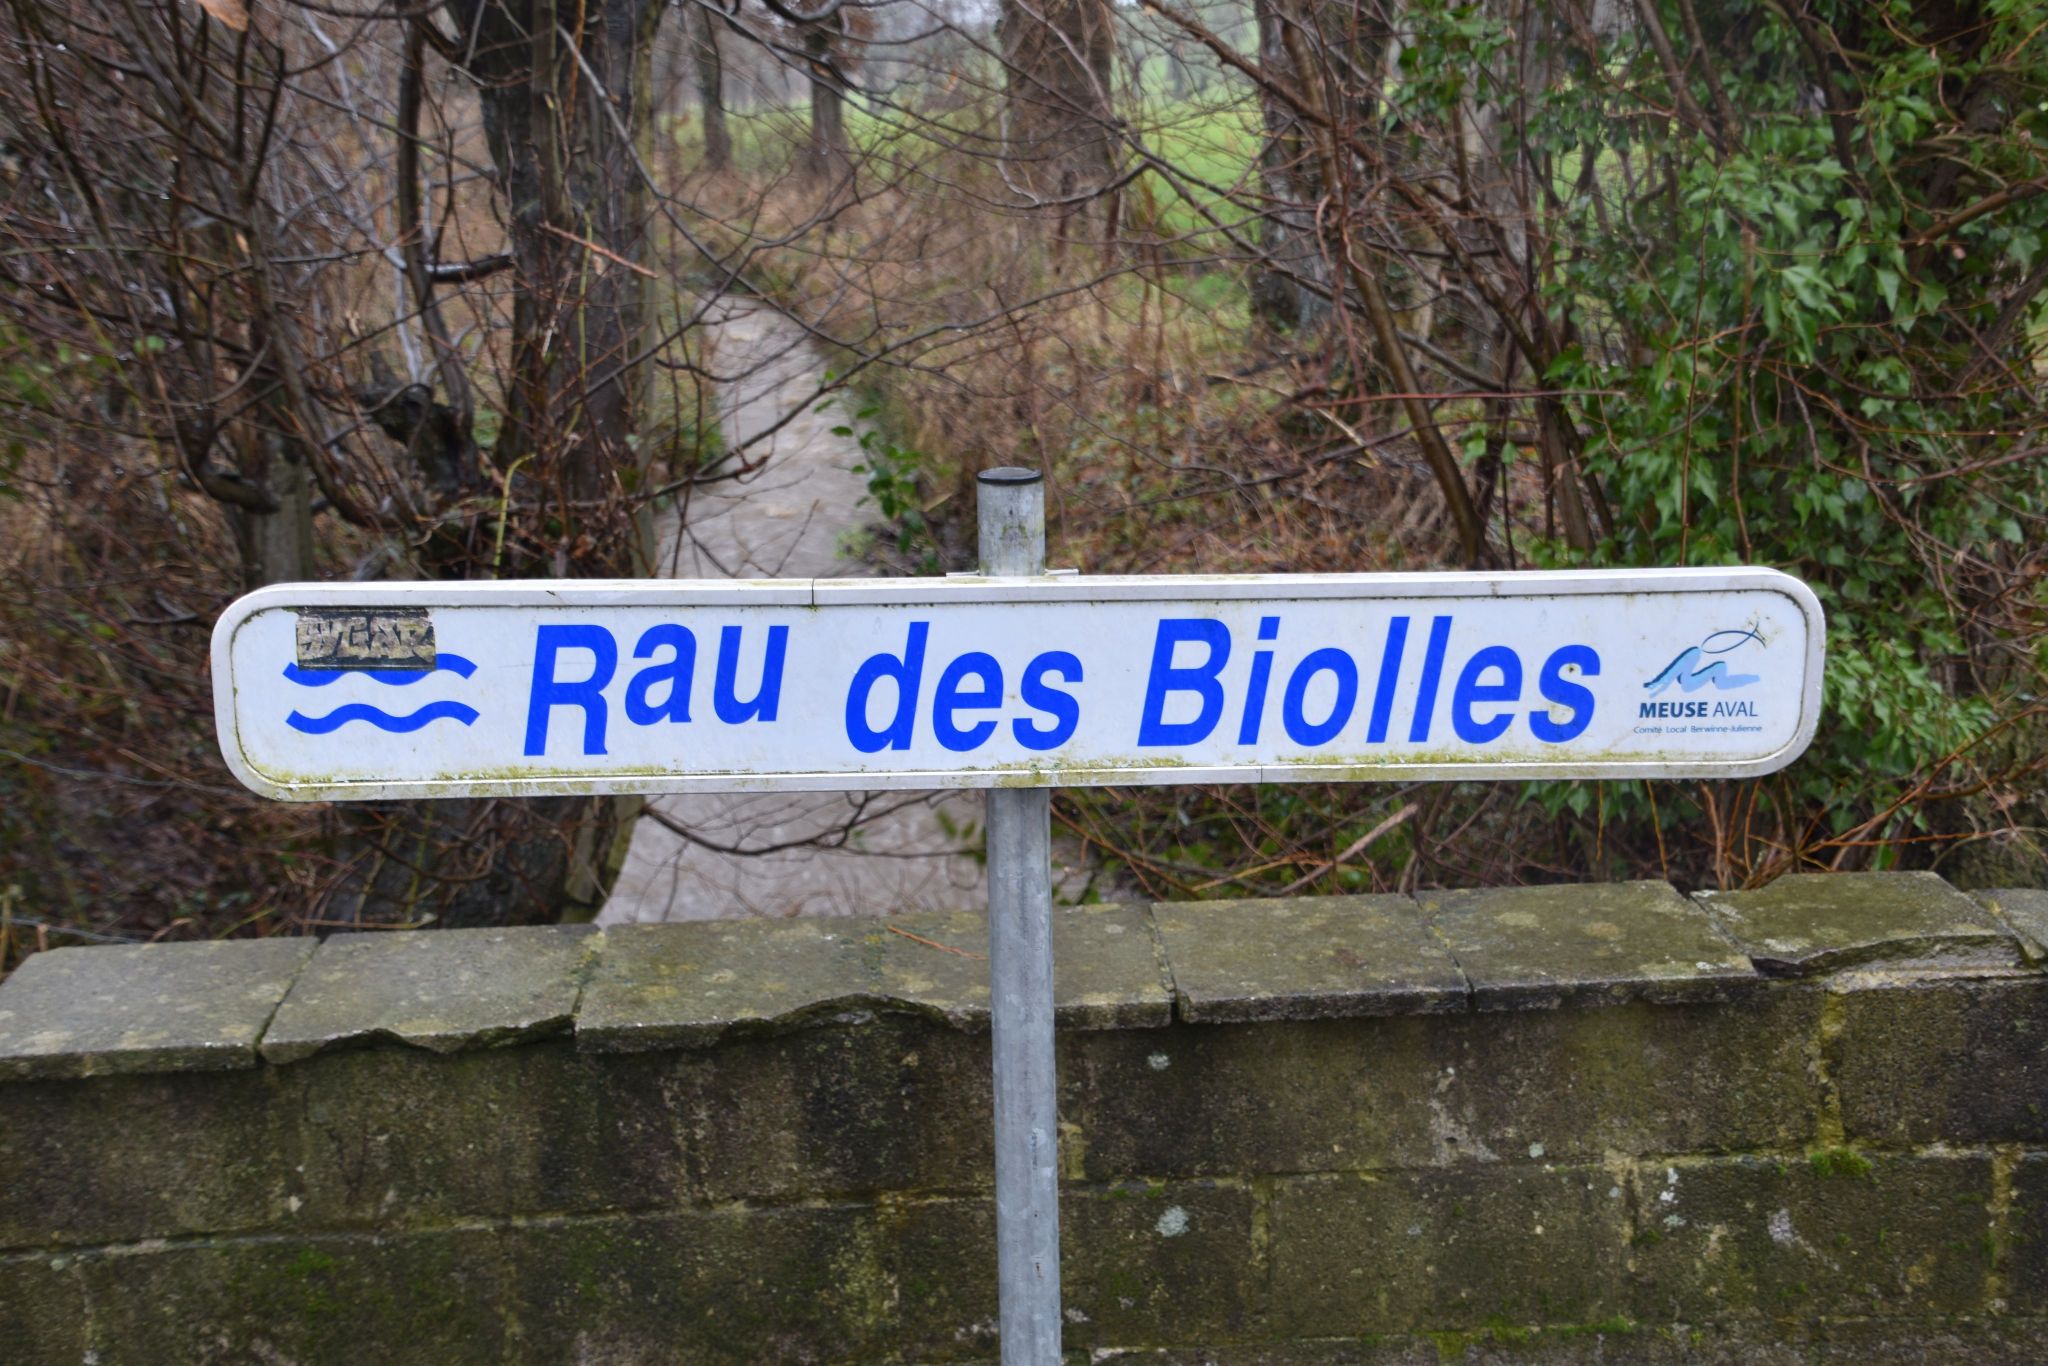 Rau des Biolles
MEUSE AVAL
Comité Local Berwinne-Julienne